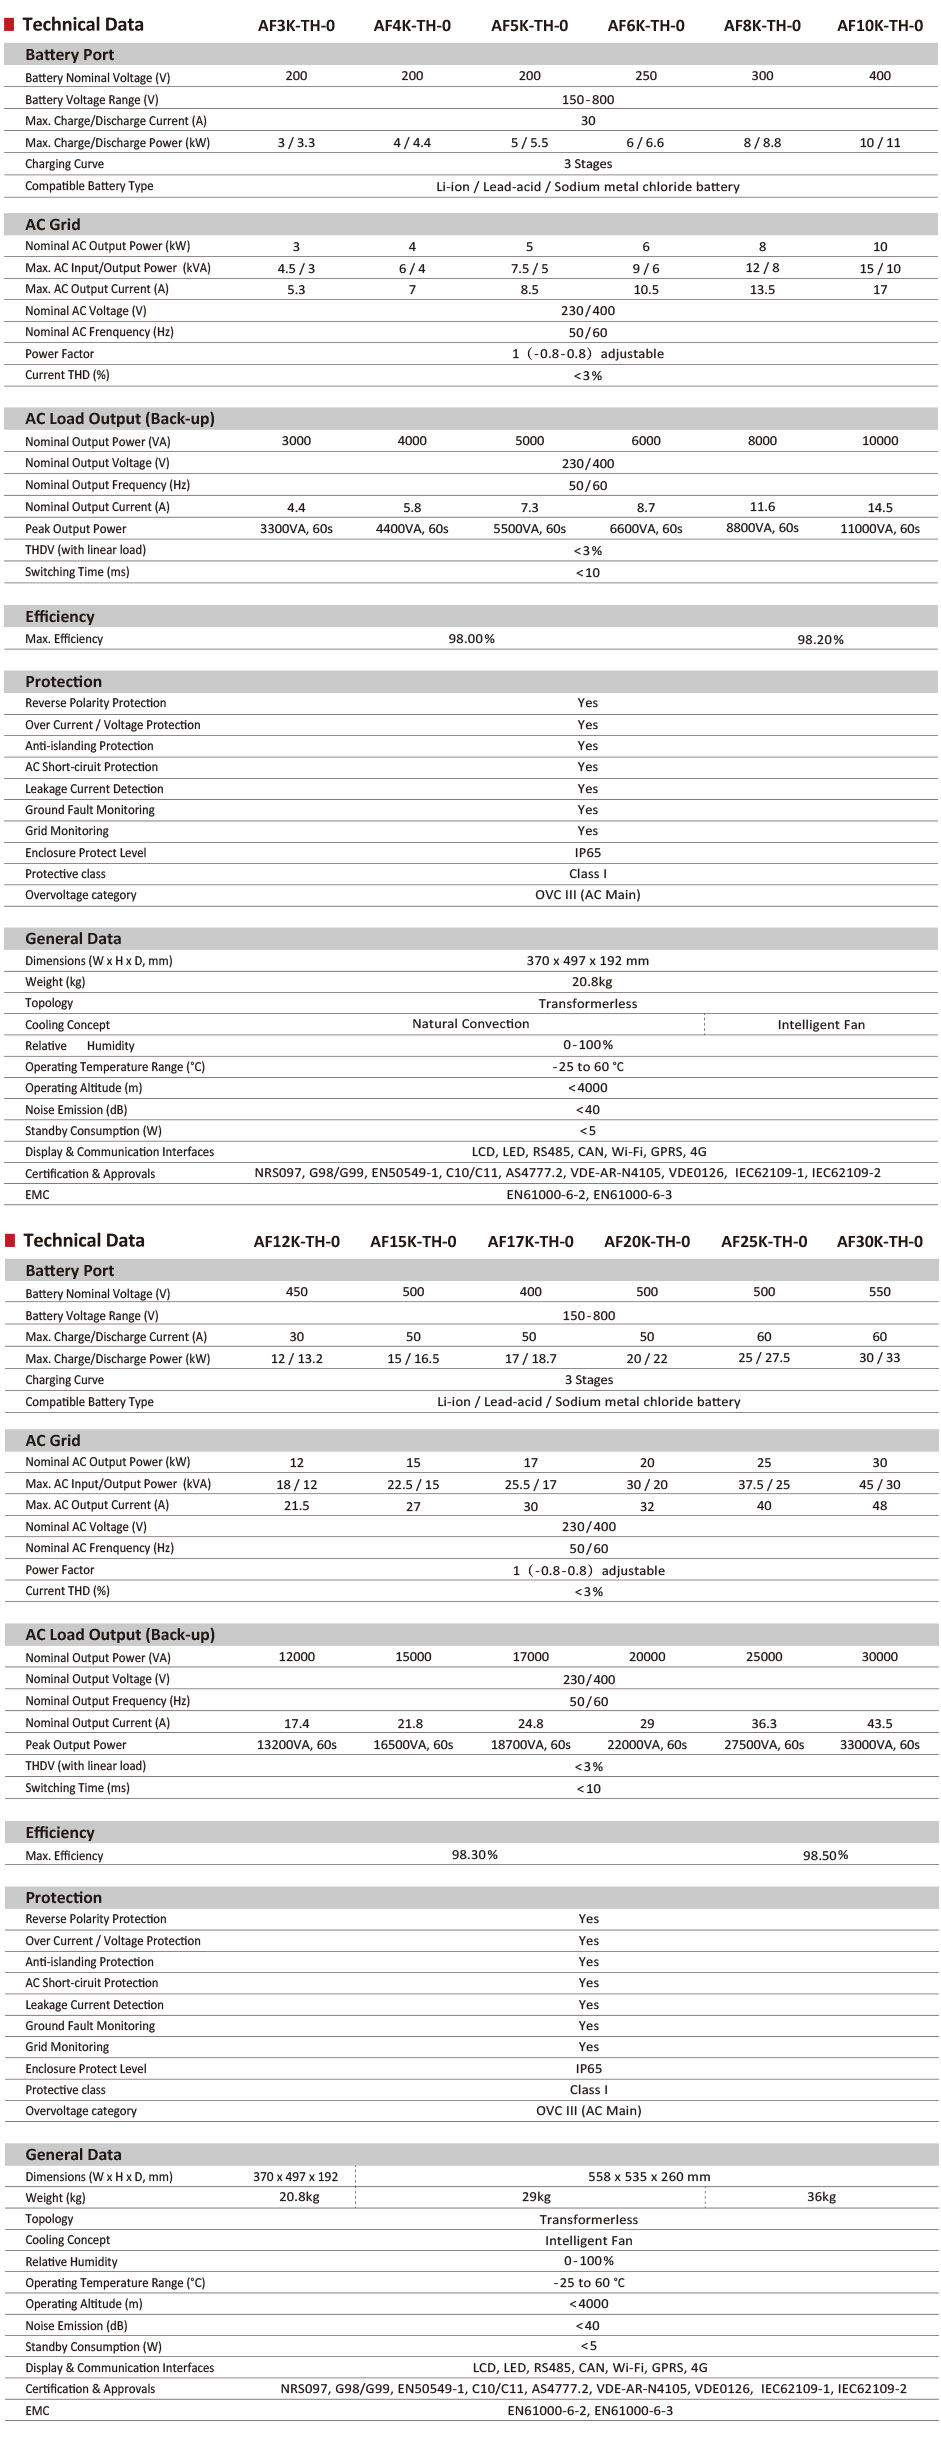 Technical Data AF3K-TH-0 AF4K-TH-0 AF5K-TH-0 AF6K-TH-0 AF8K-TH-0 AF10K-TH-0
Battery Port
Battery Nominal Voltage (V) 200 200 200 250 300 400
Battery Voltage Range (V) 150-800
Max. Charge/Discharge Current (A) 30
Max. Charge/Discharge Power (kW) 3 / 3.3 4 / 4.4 5 / 5.5 6 / 6.6 8 / 8.8 10 / 11
Charging Curve 3 Stages
Compatible Battery Type Li-ion / Lead-acid / Sodium metal chloride battery
AC Grid
Nominal AC Output Power (kW) 3 4 5 6 8 10
Max. AC Input/Output Power (kVA) 4.5 / 3 6 / 4 7.5 / 5 9 / 6 12 / 8 15 / 10
Max. AC Output Current (A) 5.3 7 8.5 10.5 13.5 17
Nominal AC Voltage (V) 230/400
Nominal AC Frenquency (Hz) 50/60
Power Factor 1（-0.8-0.8）adjustable
Current THD (%) <3%
AC Load Output (Back-up)
Nominal Output Power (VA) 3000 4000 5000 6000 8000 10000
Nominal Output Voltage (V) 230/400
Nominal Output Frequency (Hz) 50/60
Nominal Output Current (A) 4.4 5.8 7.3 8.7 11.6 14.5
Peak Output Power 3300VA, 60s 4400VA, 60s 5500VA, 60s 6600VA, 60s 8800VA, 60s 11000VA, 60s
THDV (with linear load) <3%
Switching Time (ms) <10
Efficiency
Max. Efficiency 98.00% 98.20%
Protection
Reverse Polarity Protection Yes
Over Current / Voltage Protection Yes
Anti-islanding Protection Yes
AC Short-ciruit Protection Yes
Leakage Current Detection Yes
Ground Fault Monitoring Yes
Grid Monitoring Yes
Enclosure Protect Level IP65
Protective class Class I
Overvoltage category OVC III (AC Main)
General Data
Dimensions (W x H x D, mm) 370 x 497 x 192 mm
Weight (kg) 20.8kg
Topology Transformerless
Cooling Concept Natural Convection Intelligent Fan
Relative Humidity 0-100%
Operating Temperature Range (°C) -25 to 60 °C
Operating Altitude (m) <4000
Noise Emission (dB) <40
Standby Consumption (W) <5
Display & Communication Interfaces LCD, LED, RS485, CAN, Wi-Fi, GPRS, 4G
Certification & Approvals NRS097, G98/G99, EN50549-1, C10/C11, AS4777.2, VDE-AR-N4105, VDE0126, IEC62109-1, IEC62109-2
EMC EN61000-6-2, EN61000-6-3
Technical Data AF12K-TH-0 AF15K-TH-0 AF17K-TH-0 AF20K-TH-0 AF25K-TH-0 AF30K-TH-0
Battery Port
Battery Nominal Voltage (V) 450 500 400 500 500 550
Battery Voltage Range (V) 150-800
Max. Charge/Discharge Current (A) 30 50 50 50 60 60
Max. Charge/Discharge Power (kW) 12 / 13.2 15 / 16.5 17 / 18.7 20 / 22 25 / 27.5 30 / 33
Charging Curve 3 Stages
Compatible Battery Type Li-ion / Lead-acid / Sodium metal chloride battery
AC Grid
Nominal AC Output Power (kW) 12 15 17 20 25 30
Max. AC Input/Output Power (kVA) 18 / 12 22.5 / 15 25.5 / 17 30 / 20 37.5 / 25 45 / 30
Max. AC Output Current (A) 21.5 27 30 32 40 48
Nominal AC Voltage (V) 230/400
Nominal AC Frenquency (Hz) 50/60
Power Factor 1（-0.8-0.8）adjustable
Current THD (%) <3%
AC Load Output (Back-up)
Nominal Output Power (VA) 12000 15000 17000 20000 25000 30000
Nominal Output Voltage (V) 230/400
Nominal Output Frequency (Hz) 50/60
Nominal Output Current (A) 17.4 21.8 24.8 29 36.3 43.5
Peak Output Power 13200VA, 60s 16500VA, 60s 18700VA, 60s 22000VA, 60s 27500VA, 60s 33000VA, 60s
THDV (with linear load) <3%
Switching Time (ms) <10
Efficiency
Max. Efficiency 98.30% 98.50%
Protection
Reverse Polarity Protection Yes
Over Current / Voltage Protection Yes
Anti-islanding Protection Yes
AC Short-ciruit Protection Yes
Leakage Current Detection Yes
Ground Fault Monitoring Yes
Grid Monitoring Yes
Enclosure Protect Level IP65
Protective class Class I
Overvoltage category OVC III (AC Main)
General Data
Dimensions (W x H x D, mm) 370 x 497 x 192 558 x 535 x 260 mm
Weight (kg) 20.8kg 29kg 36kg
Topology Transformerless
Cooling Concept Intelligent Fan
Relative Humidity 0-100%
Operating Temperature Range (°C) -25 to 60 °C
Operating Altitude (m) <4000
Noise Emission (dB) <40
Standby Consumption (W) <5
Display & Communication Interfaces LCD, LED, RS485, CAN, Wi-Fi, GPRS, 4G
Certification & Approvals NRS097, G98/G99, EN50549-1, C10/C11, AS4777.2, VDE-AR-N4105, VDE0126, IEC62109-1, IEC62109-2
EMC EN61000-6-2, EN61000-6-3